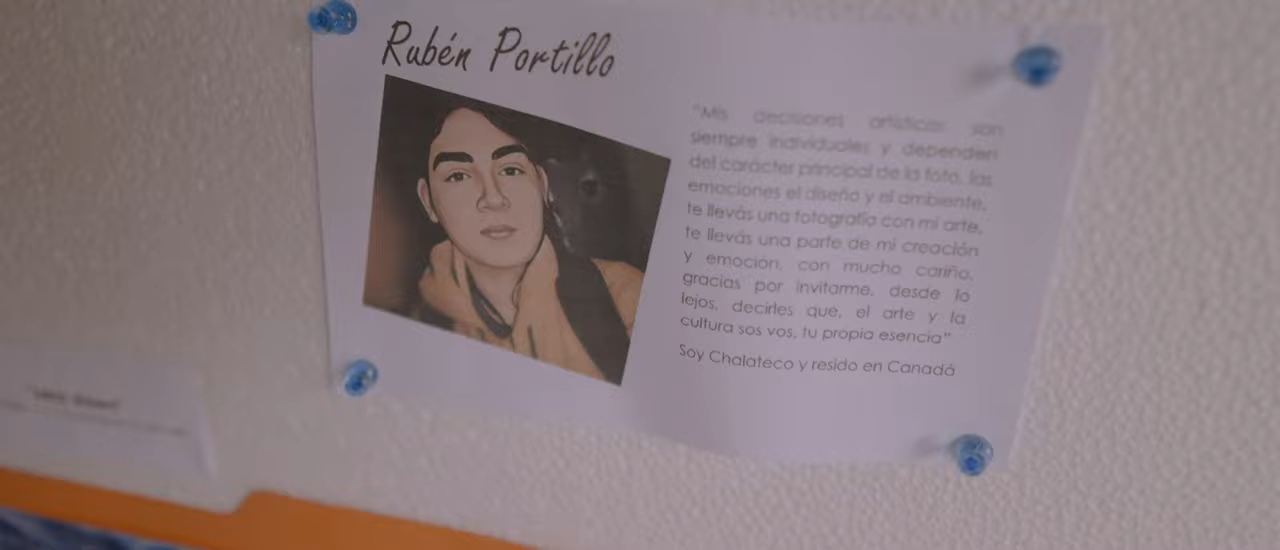 Rubén Portillo
"Mis decisiones artísticas son
siempre individuales y dependen
del carácter principal de la foto, las
emociones el diseño y el ambiente,
te llevás una fotografía con mi arte,
te llevás una parte de mi creación
y emoción, con mucho cariño,
gracias por invitarme, desde lo
lejos, decirles que, el arte y la
cultura sos vos, tu propia esencia"
Soy Chalateco y resido en Canadá